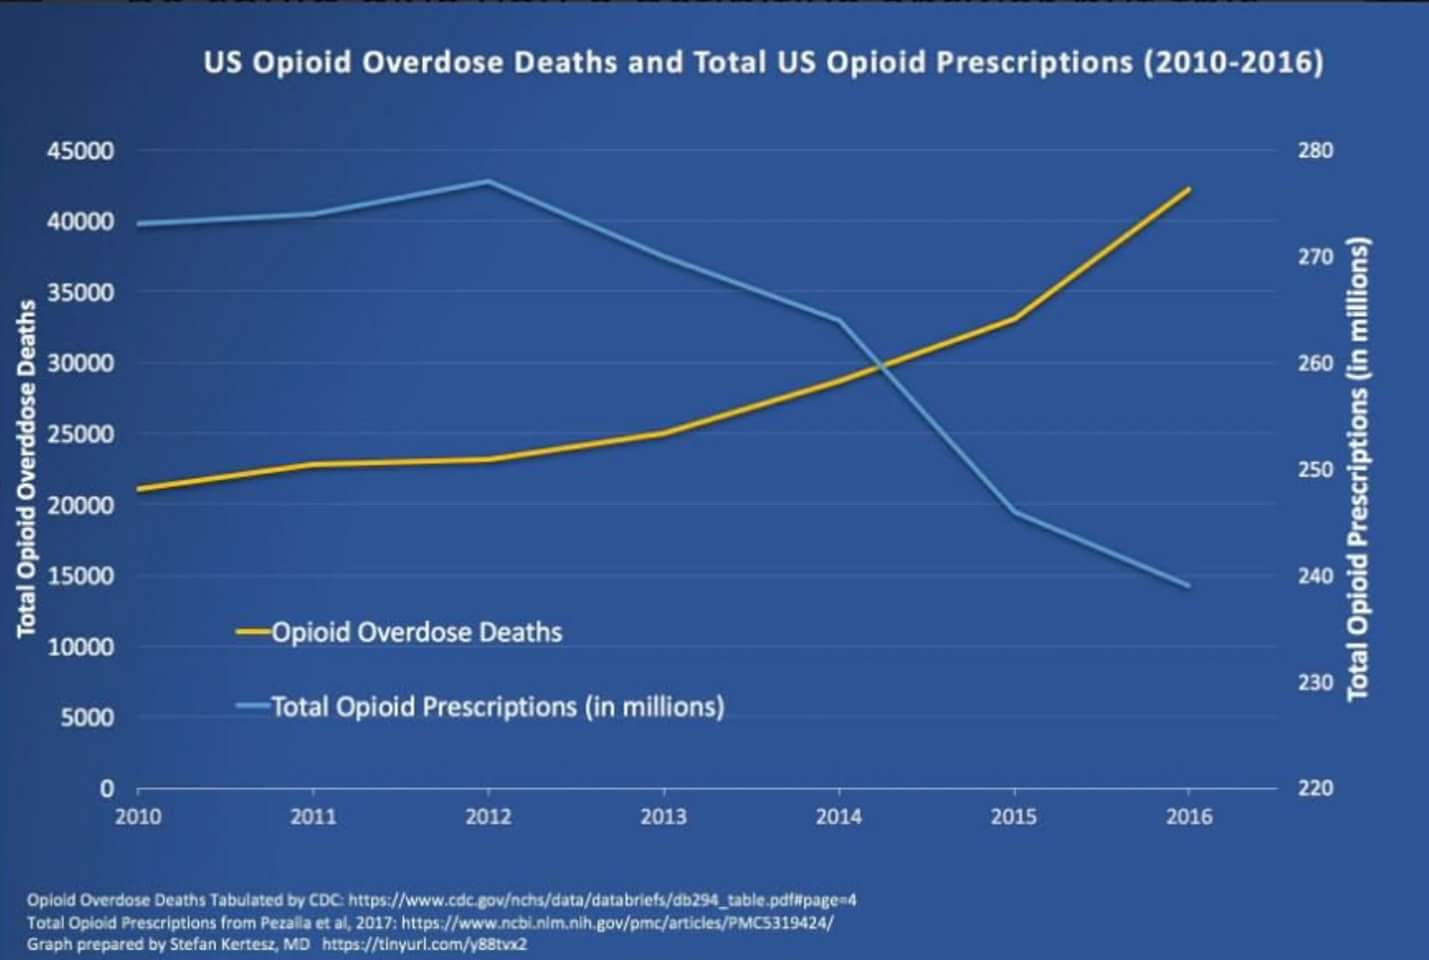 US Opioid Overdose Deaths and Total US Opioid Prescriptions (2010-2016)
45000
40000
35000
30000
25000
20000
15000
10000
5000
0
Total Opioid Overddose Deaths
280
270
260
250
240
230
220
Total Opioid Prescriptions (in millions)
Opioid Overdose Deaths
Total Opioid Prescriptions (in millions)
2010 2011 2012 2013 2014 2015 2016
Opioid Overdose Deaths Tabulated by CDC: https://www.cdc.gov/nchs/data/databriefs/db294_table.pdf#page=4
Total Opioid Prescriptions from Pezalla et al, 2017: https://www.ncbi.nlm.nih.gov/pmc/articles/PMC5319424/
Graph prepared by Stefan Kertesz, MD https://tinyurl.com/y88tvx2